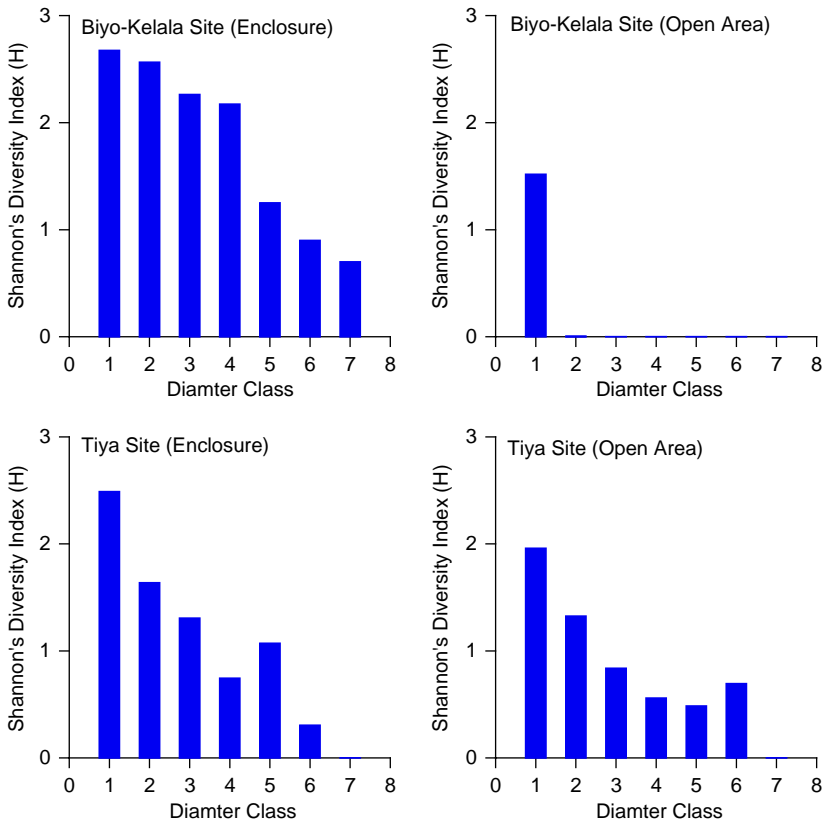 Biyo-Kelala Site (Enclosure)
Shannon's Diversity Index (H)
3
2
1
0
0 1 2 3 4 5 6 7 8
Diamter Class
Biyo-Kelala Site (Open Area)
Shannon's Diversity Index (H)
3
2
1
0
0 1 2 3 4 5 6 7 8
Diamter Class
Tiya Site (Enclosure)
Shannon's Diversity Index (H)
3
2
1
0
0 1 2 3 4 5 6 7 8
Diamter Class
Tiya Site (Open Area)
Shannon's Diversity Index (H)
3
2
1
0
0 1 2 3 4 5 6 7 8
Diamter Class